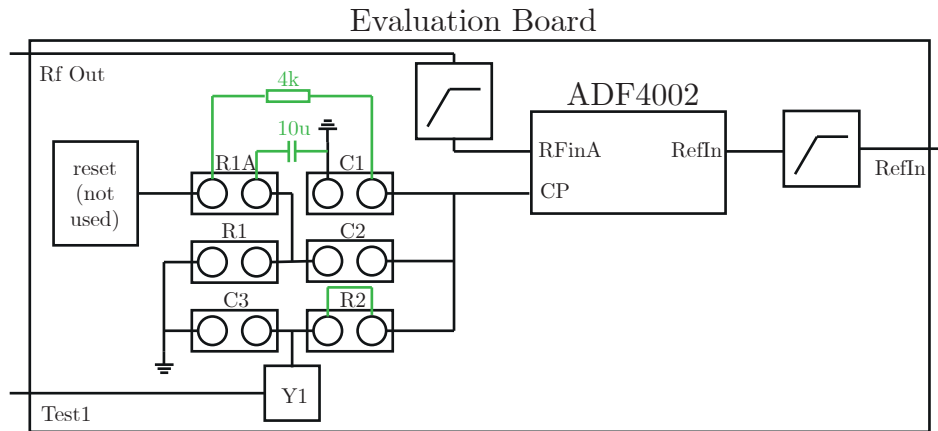 Evaluation Board
Rf Out
4k
ADF4002
10u
R1A
C1
RFinA
RefIn
RefIn
reset
(not
used)
CP
R1
C2
C3
R2
Y1
Test1